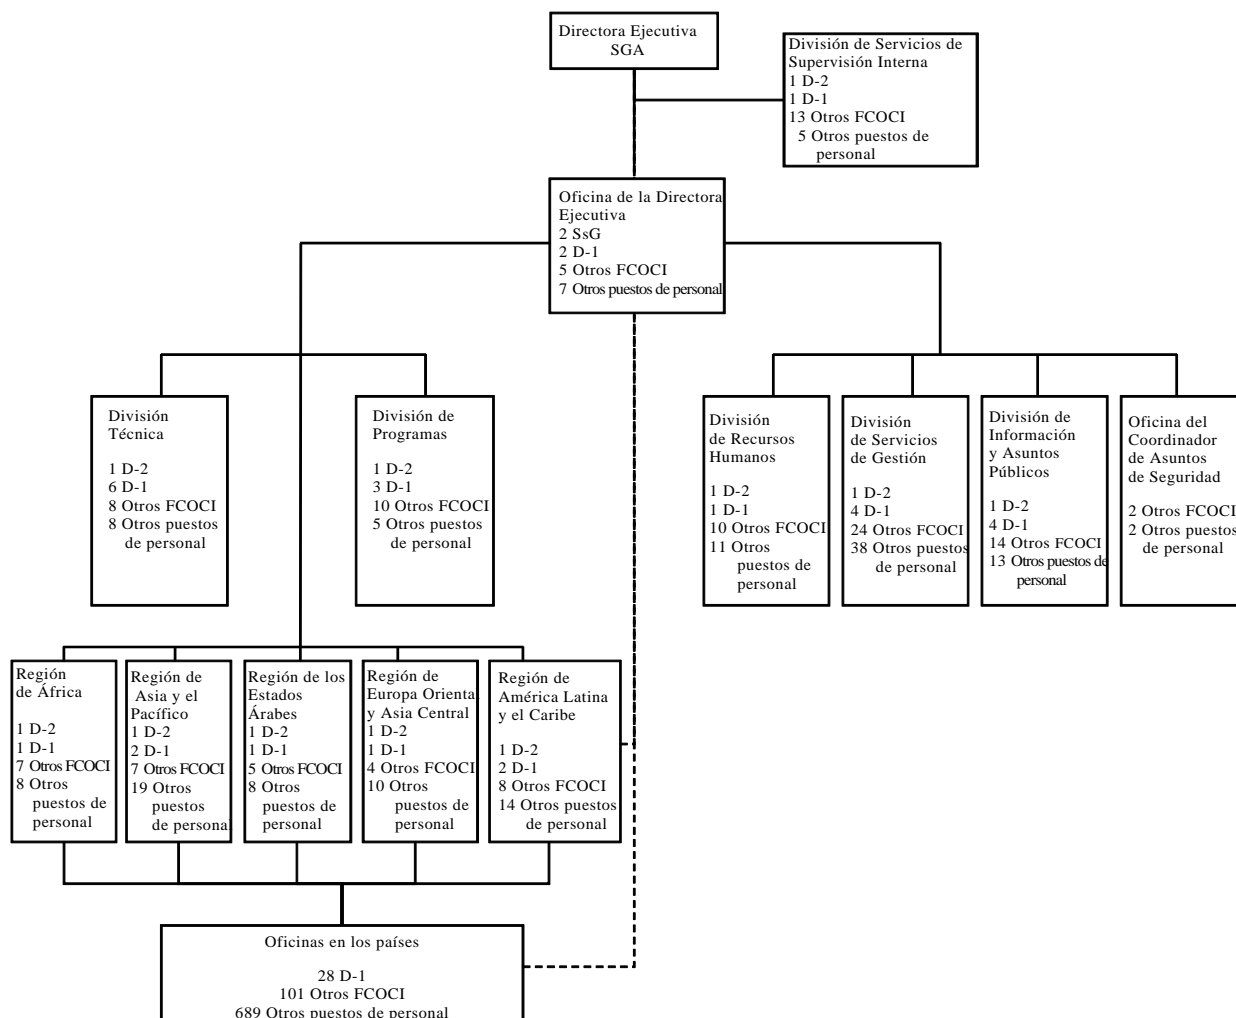 Directora Ejecutiva
SGA
División de Servicios de
Supervisión Interna
1 D-2
1 D-1
13 Otros FCOCI
5 Otros puestos de
personal
Oficina de la Directora
Ejecutiva
2 SsG
2 D-1
5 Otros FCOCI
7 Otros puestos de personal
División
Técnica
1 D-2
6 D-1
8 Otros FCOCI
8 Otros puestos
de personal
División de
Programas
1 D-2
3 D-1
10 Otros FCOCI
5 Otros puestos
de personal
División
de Recursos
Humanos
1 D-2
1 D-1
10 Otros FCOCI
11 Otros
puestos de
personal
División
de Servicios
de Gestión
1 D-2
4 D-1
24 Otros FCOCI
38 Otros puestos
de personal
División de
Información
y Asuntos
Públicos
1 D-2
4 D-1
14 Otros FCOCI
13 Otros puestos de
personal
Oficina del
Coordinador
de Asuntos
de Seguridad
2 Otros FCOCI
2 Otros puestos
de personal
Región
de África
1 D-2
1 D-1
7 Otros FCOCI
8 Otros
puestos de
personal
Región de
Asia y el
Pacífico
1 D-2
2 D-1
7 Otros FCOCI
19 Otros
puestos
de personal
Región de los
Estados
Árabes
1 D-2
1 D-1
5 Otros FCOCI
8 Otros
puestos de
personal
Región de
Europa Oriental
y Asia Central
1 D-2
1 D-1
4 Otros FCOCI
10 Otros
puestos de
personal
Región de
América Latina
y el Caribe
1 D-2
2 D-1
8 Otros FCOCI
14 Otros puestos
de personal
Oficinas en los países
28 D-1
101 Otros FCOCI
689 Otros puestos de personal